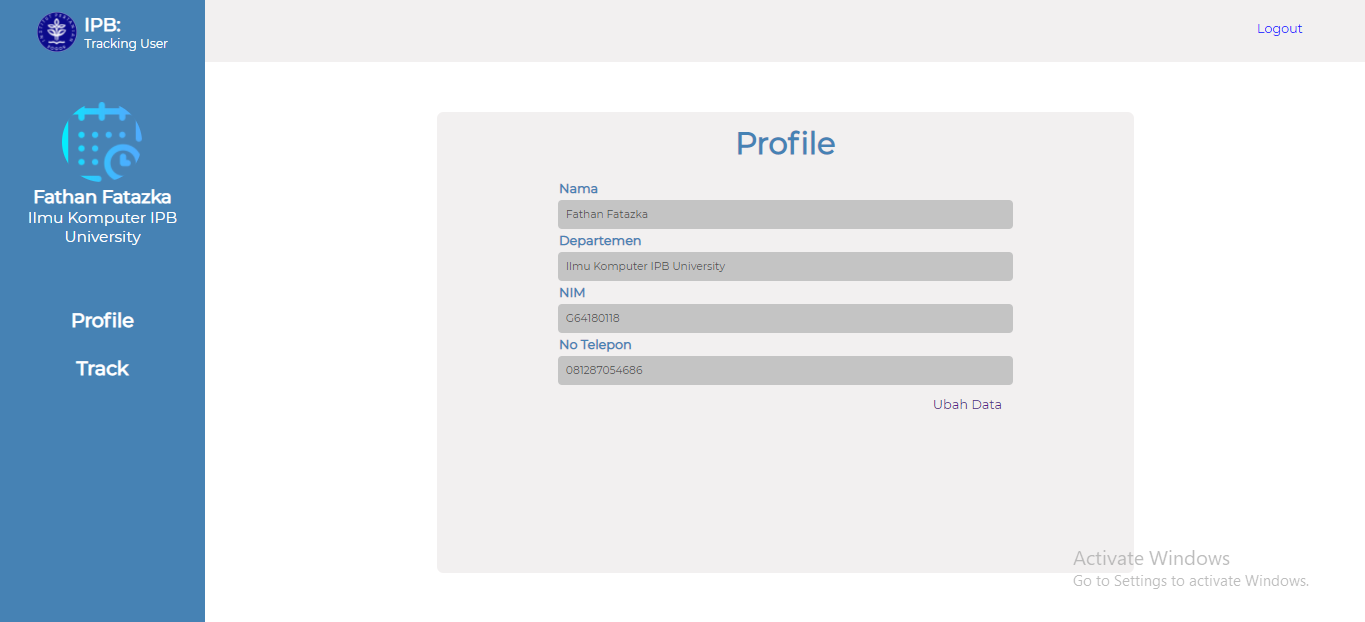 IPB:
Tracking User
Logout
Fathan Fatazka
Ilmu Komputer IPB
University
Profile
Track
Profile
Nama
Fathan Fatazka
Departemen
Ilmu Komputer IPB University
NIM
G64180118
No Telepon
081287054686
Ubah Data
Activate Windows
Go to Settings to activate Windows.